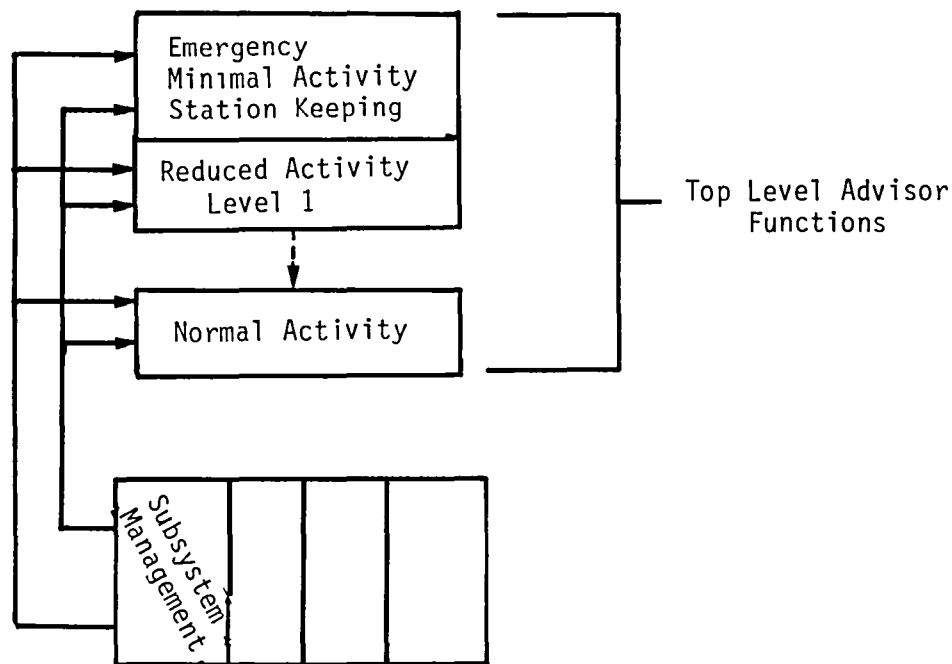 Emergency
Minimal Activity
Station Keeping
Reduced Activity
Level 1
Top Level Advisor
Functions
Normal Activity
Subsystem
Management